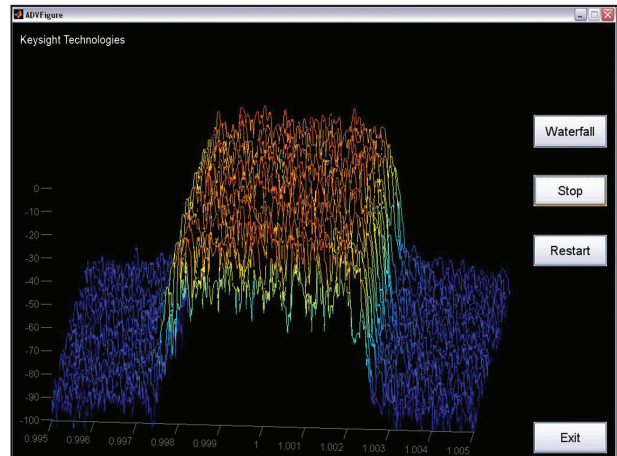 ADVFigure
Keysight Technologies
Waterfall
Stop
Restart
Exit
0
-10
-20
-30
-40
-50
-60
-70
-80
-90
-100
0.995 0.996 0.997 0.998 0.999 1 1.001 1.002 1.003 1.004 1.005